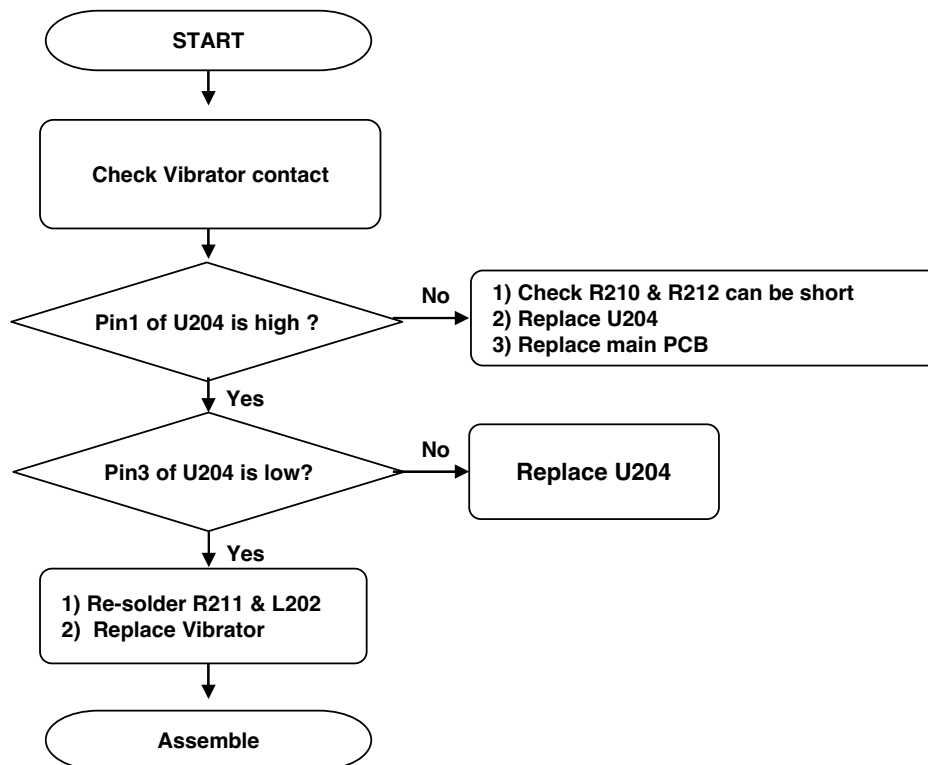 START
Check Vibrator contact
Pin1 of U204 is high ?
No
1) Check R210 & R212 can be short
2) Replace U204
3) Replace main PCB
Yes
Pin3 of U204 is low?
No
Replace U204
Yes
1) Re-solder R211 & L202
2) Replace Vibrator
Assemble